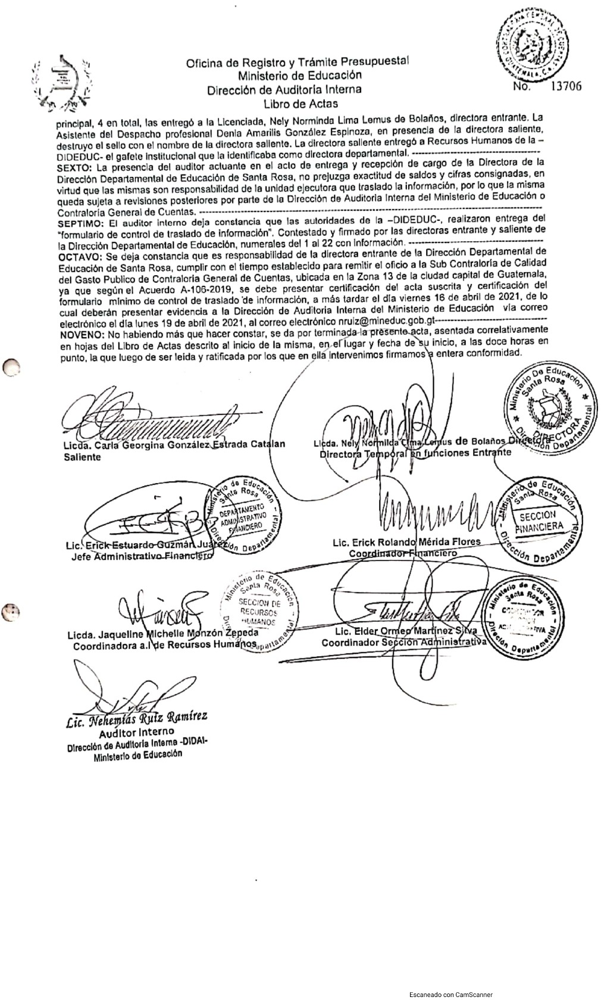 CONTRALORIA GENERAL DE CUENTAS
GUATEMALA, C.A.
Oficina de Registro y Trámite Presupuestal
Ministerio de Educación
Dirección de Auditoría Interna
Libro de Actas
No. 13706
principal, 4 en total, las entregó a la Licenciada, Nely Norminda Lima Lemus de Bolaños, directora entrante. La
Asistente del Despacho profesional Denia Amarilis González Espinoza, en presencia de la directora saliente,
destruyo el sello con el nombre de la directora saliente. La directora saliente entregó a Recursos Humanos de la –
DIDEDUC- el gafete institucional que la identificaba como directora departamental. ------------------------------------
SEXTO: La presencia del auditor actuante en el acto de entrega y recepción de cargo de la Directora de la
Dirección Departamental de Educación de Santa Rosa, no prejuzga exactitud de saldos y cifras consignadas, en
virtud que las mismas son responsabilidad de la unidad ejecutora que traslado la información, por lo que la misma
queda sujeta a revisiones posteriores por parte de la Dirección de Auditoria Interna del Ministerio de Educación o
Contraloría General de Cuentas. ------------------------------------------------------------------------------------------------
SEPTIMO: El auditor interno deja constancia que las autoridades de la –DIDEDUC-, realizaron entrega del
"formulario de control de traslado de información". Contestado y firmado por las directoras entrante y saliente de
la Dirección Departamental de Educación, numerales del 1 al 22 con información. --------------------------------------
OCTAVO: Se deja constancia que es responsabilidad de la directora entrante de la Dirección Departamental de
Educación de Santa Rosa, cumplir con el tiempo establecido para remitir el oficio a la Sub Contraloría de Calidad
del Gasto Publico de Contraloría General de Cuentas, ubicada en la Zona 13 de la ciudad capital de Guatemala,
ya que según el Acuerdo A-106-2019, se debe presentar certificación del acta suscrita y certificación del
formulario mínimo de control de traslado de información, a más tardar el día viernes 16 de abril de 2021, de lo
cual deberán presentar evidencia a la Dirección de Auditoria Interna del Ministerio de Educación vía correo
electrónico el día lunes 19 de abril de 2021, al correo electrónico nruiz@mineduc.gob.gt--------------------------------
NOVENO: No habiendo más que hacer constar, se da por terminada la presente acta, asentada correlativamente
en hojas del Libro de Actas descrito al inicio de la misma, en el lugar y fecha de su inicio, a las doce horas en
punto, la que luego de ser leída y ratificada por los que en ella intervenimos firmamos a entera conformidad.
Ministerio De Educacion
Santa Rosa
DIRECTORA
Dirección Departamental
Licda. Carla Georgina González Estrada Catalan
Saliente
Licda. Nely Normilda Lima Lemus de Bolaños Directora
Directora Temporal en funciones Entrante
Ministerio de Educación
Santa Rosa
DEPARTAMENTO
ADMINISTRATIVO
FINANCIERO
Dirección Departamental
Lic. Erick Estuardo Guzmán Juárez
Jefe Administrativo Financiero
Ministerio de Educación
Santa Rosa
SECCION
FINANCIERA
Dirección Departamental
Lic. Erick Rolando Mérida Flores
Coordinador Financiero
Ministerio de Educación
Santa Rosa
SECCION DE
RECURSOS
HUMANOS
Dirección Departamental
Licda. Jaqueline Michelle Monzón Zepeda
Coordinadora a.I de Recursos Humanos
Ministerio de Educación
Santa Rosa
Dirección Departamental
Lic. Elder Ormeo Martínez Silva
Coordinador Sección Administrativa
Lic. Nehemías Ruiz Ramírez
Auditor Interno
Dirección de Auditoría Interna -DIDAI-
Ministerio de Educación
Escaneado con CamScanner